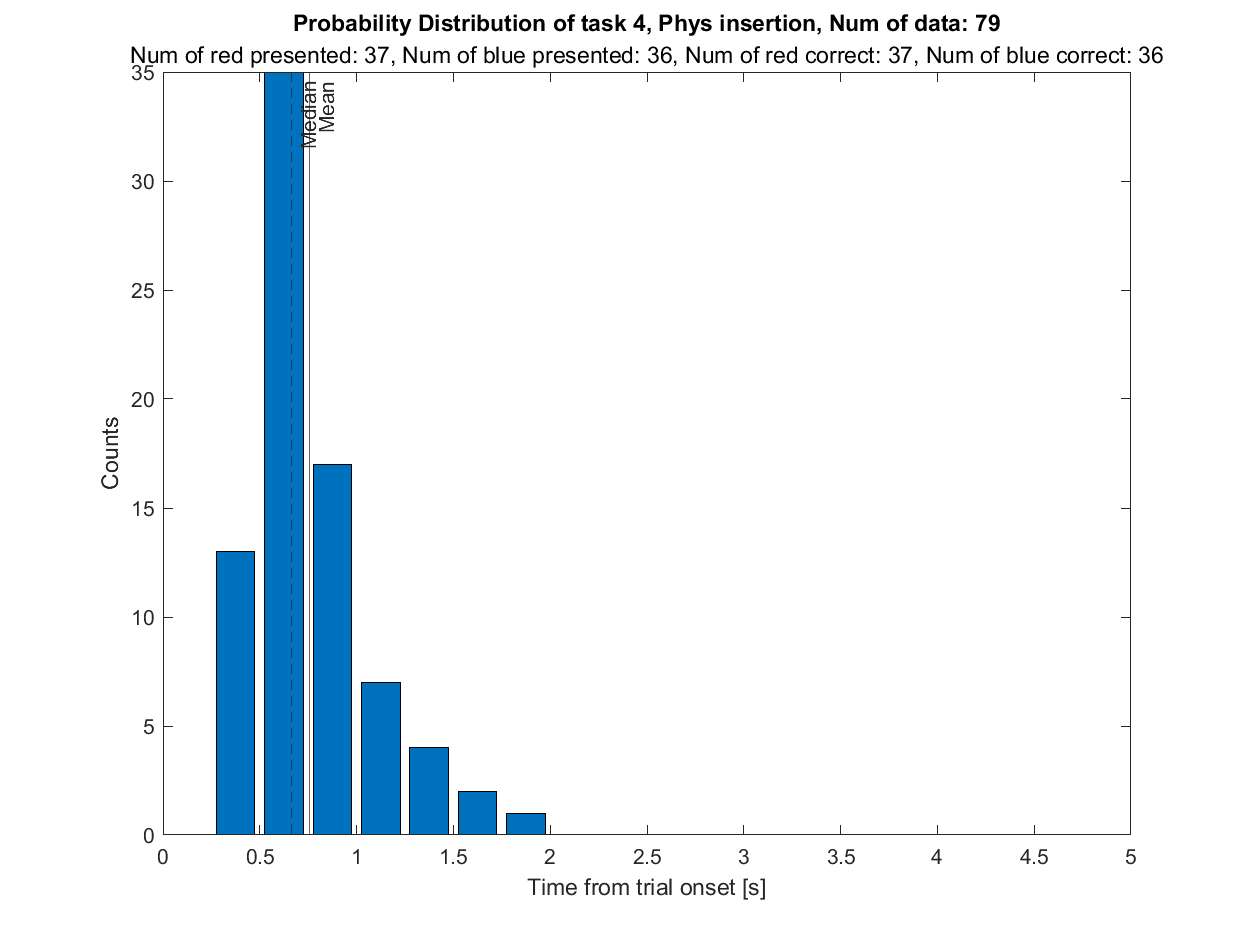 Probability Distribution of task 4, Phys insertion, Num of data: 79
Num of red presented: 37, Num of blue presented: 36, Num of red correct: 37, Num of blue correct: 36
35
30
25
20
15
10
5
0
Counts
Median
Mean
0 0.5 1 1.5 2 2.5 3 3.5 4 4.5 5
Time from trial onset [s]